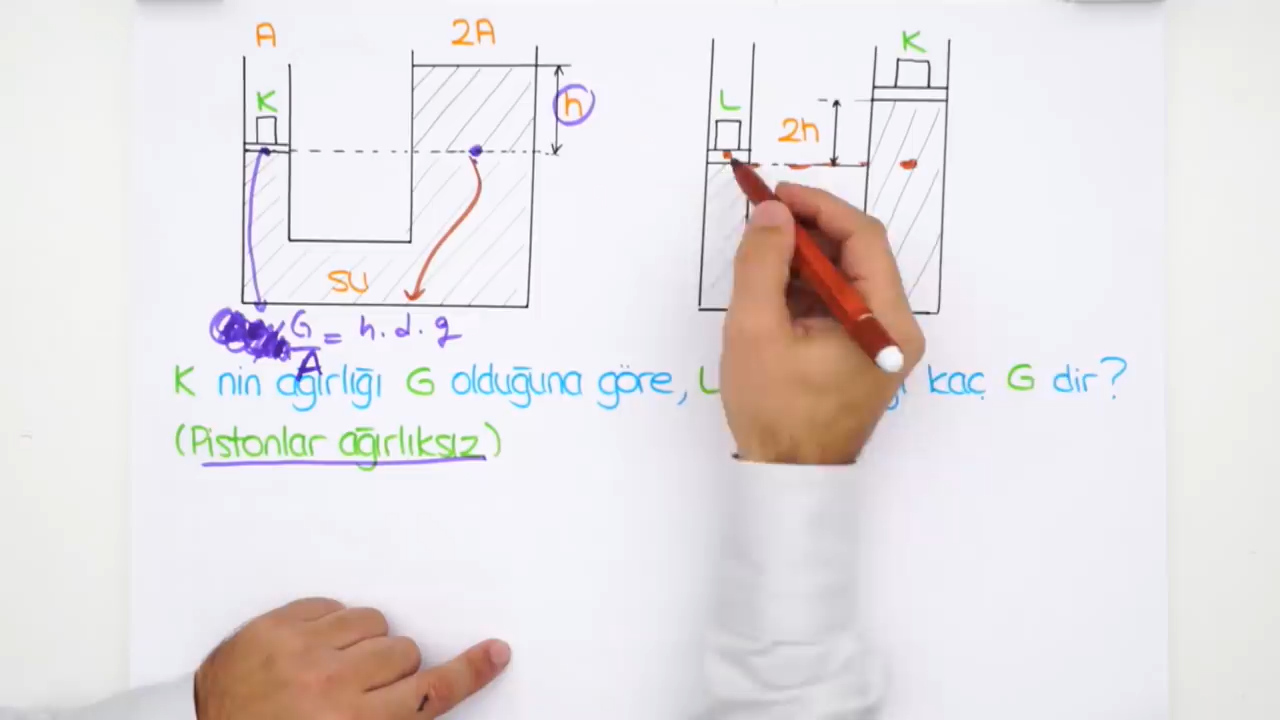 A 2A
K
K
h
L
2h
SU
G/A = h.d.g
K nin ağırlığı G olduğuna göre, L kaç G dir?
(Pistonlar ağırlıksız)